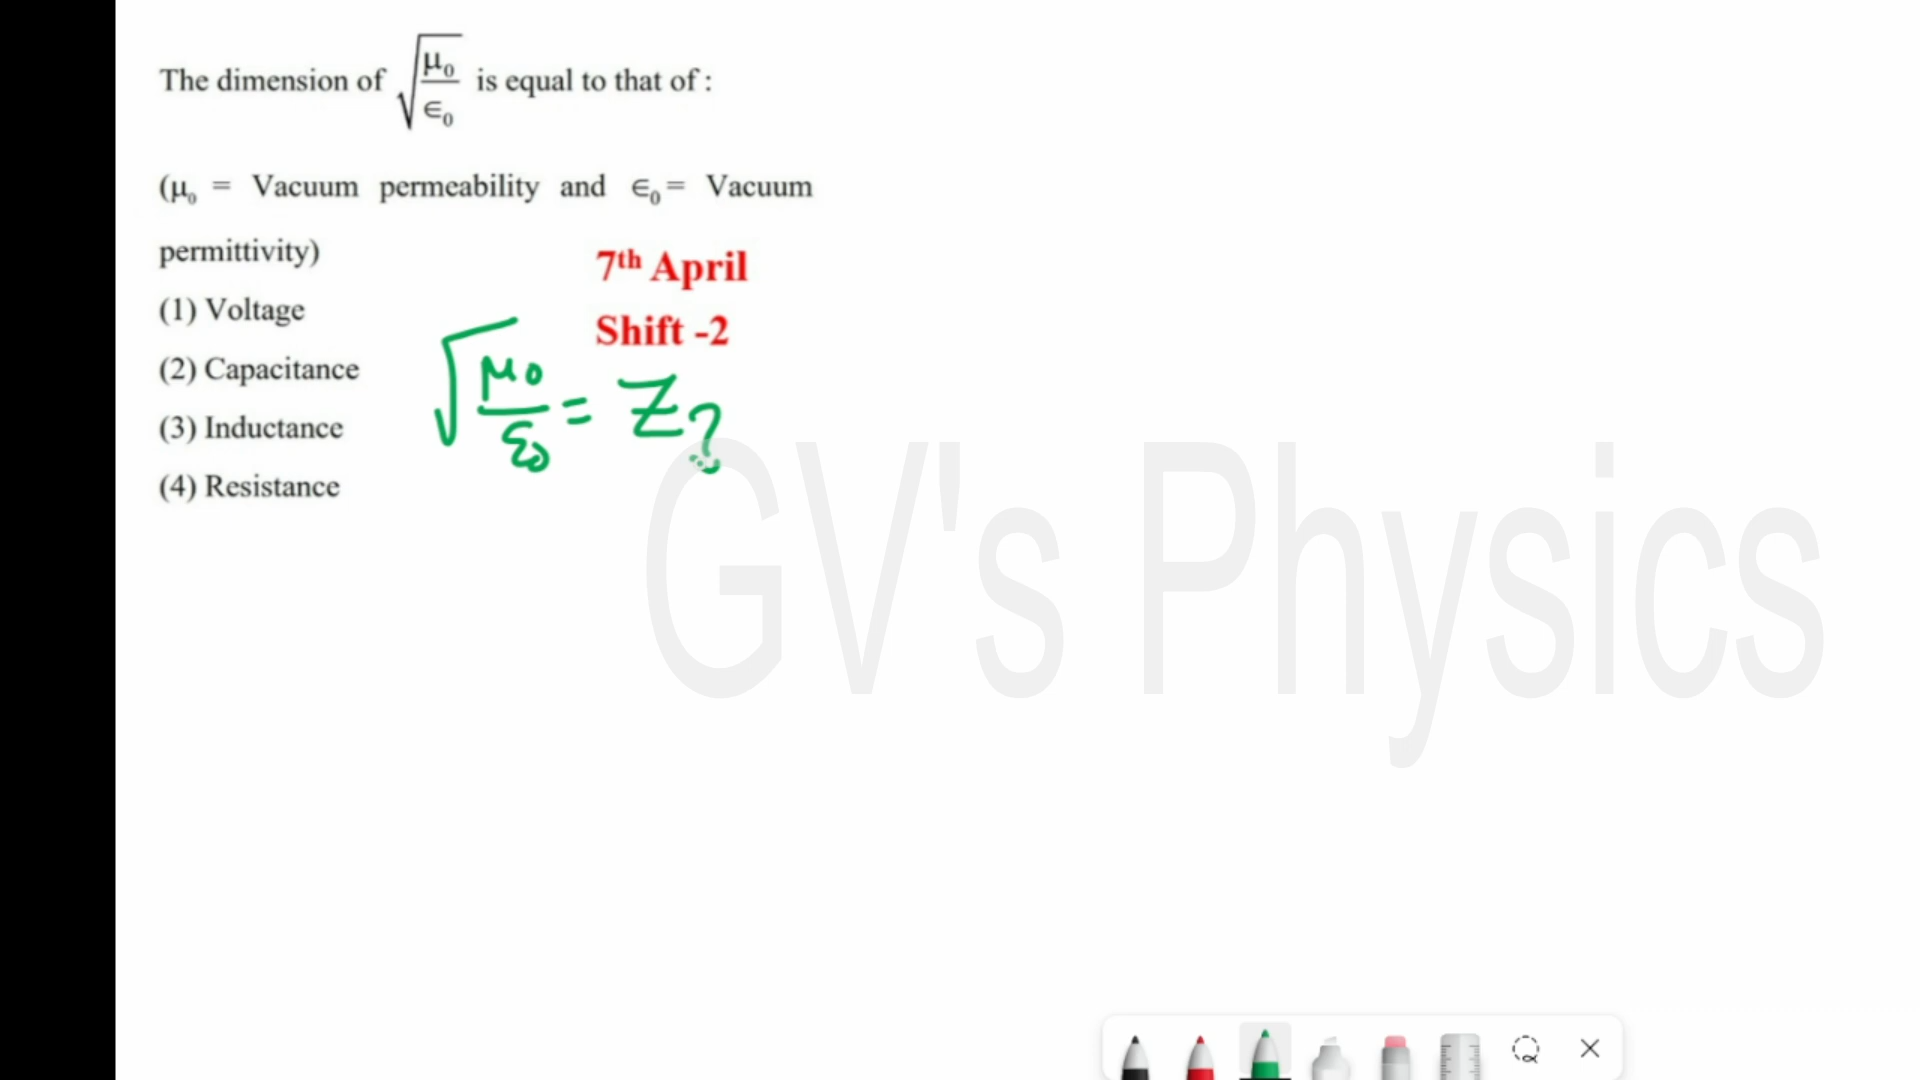 The dimension of √(μ₀/∈₀) is equal to that of :
(μ₀ = Vacuum permeability and ∈₀ = Vacuum
permittivity)
7th April
(1) Voltage
Shift -2
(2) Capacitance
√(μ₀/ε₀) = Z?
(3) Inductance
(4) Resistance
GV's Physics